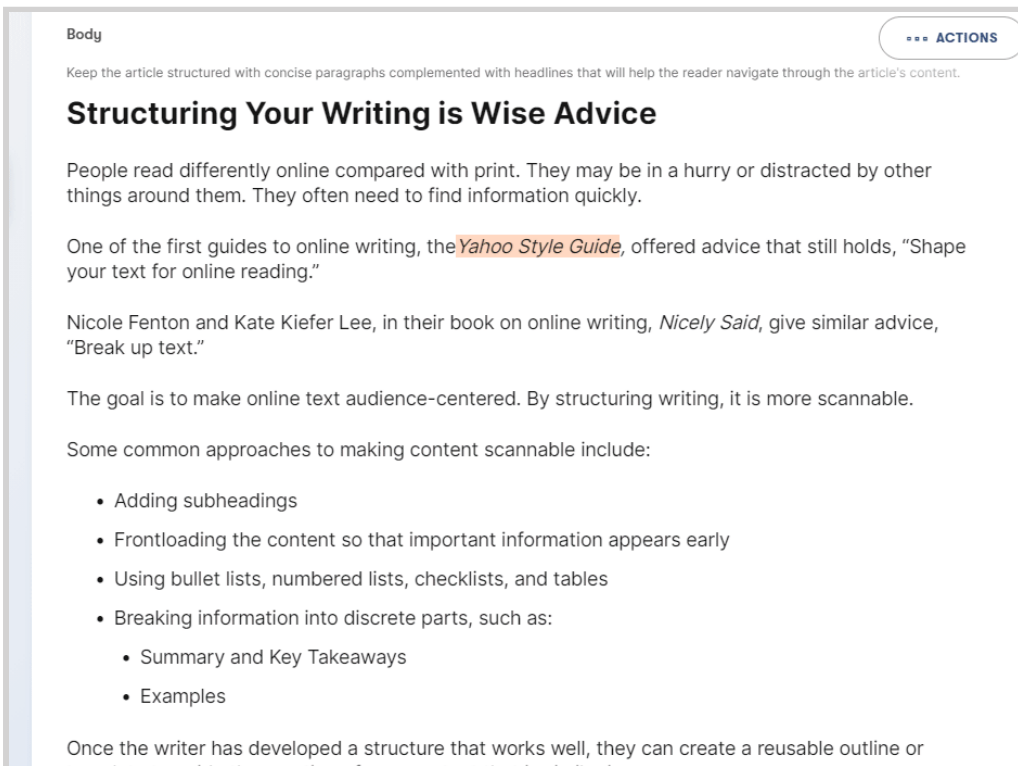 Body
ACTIONS
Keep the article structured with concise paragraphs complemented with headlines that will help the reader navigate through the article's content.
Structuring Your Writing is Wise Advice
People read differently online compared with print. They may be in a hurry or distracted by other
things around them. They often need to find information quickly.
One of the first guides to online writing, the Yahoo Style Guide, offered advice that still holds, “Shape
your text for online reading.”
Nicole Fenton and Kate Kiefer Lee, in their book on online writing, Nicely Said, give similar advice,
“Break up text.”
The goal is to make online text audience-centered. By structuring writing, it is more scannable.
Some common approaches to making content scannable include:
• Adding subheadings
• Frontloading the content so that important information appears early
• Using bullet lists, numbered lists, checklists, and tables
• Breaking information into discrete parts, such as:
• Summary and Key Takeaways
• Examples
Once the writer has developed a structure that works well, they can create a reusable outline or